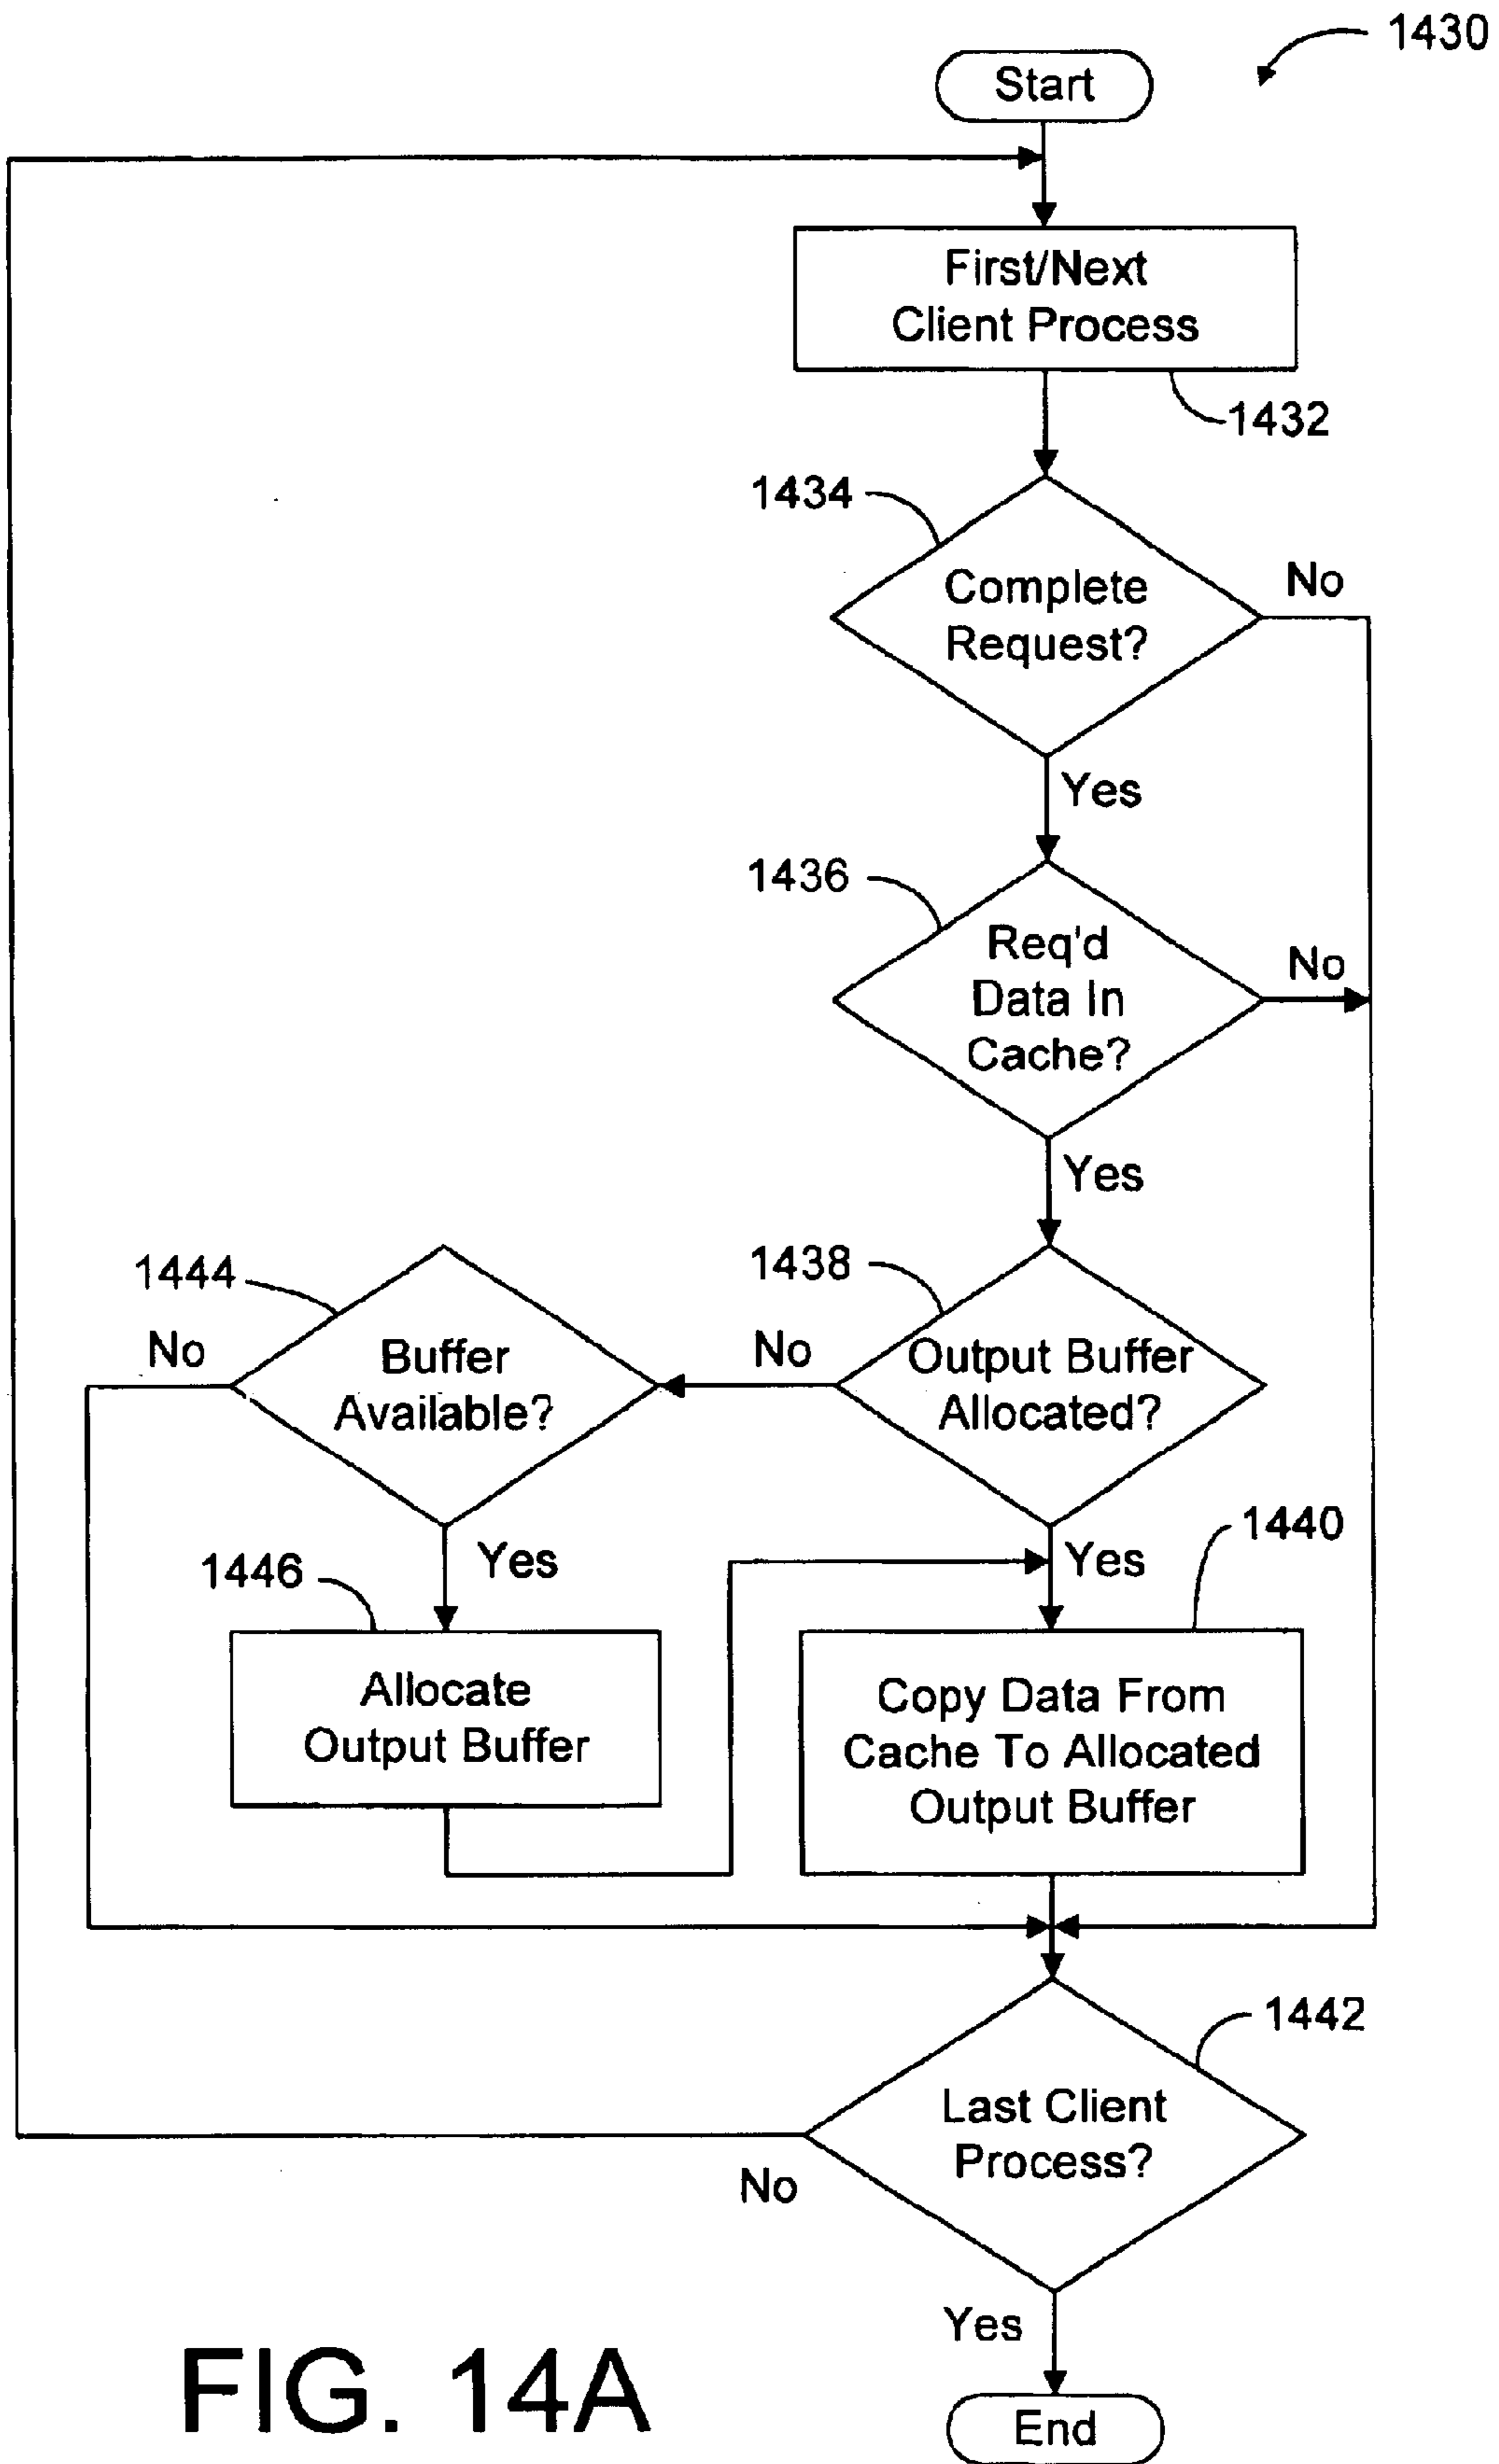 1430
Start
First/Next
Client Process
1432
1434
Complete
Request?
No
Yes
1436
Req'd
Data In
Cache?
No
Yes
1444
1438
No
Buffer
Available?
No
Output Buffer
Allocated?
1440
1446
Yes
Yes
Allocate
Output Buffer
Copy Data From
Cache To Allocated
Output Buffer
1442
Last Client
Process?
No
Yes
FIG. 14A
End